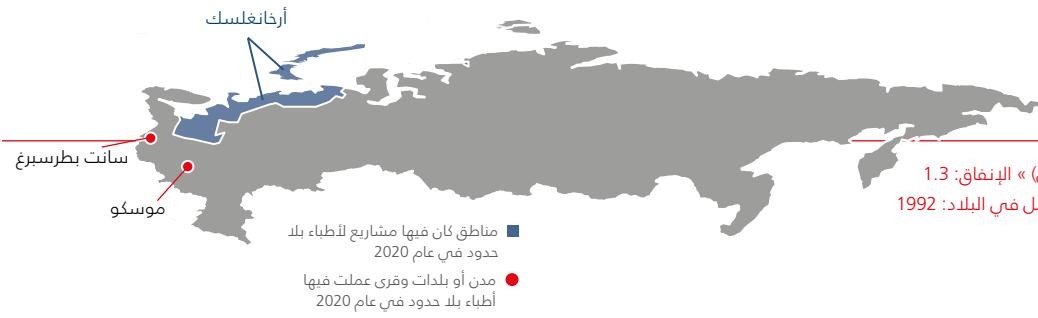 أرخانغلسك
سانت بطرسبرغ
موسكو
» الإنفاق: 1.3
في البلاد: 1992
مناطق كان فيها مشاريع لأطباء بلا
حدود في عام 2020
مدن أو بلدات وقرى عملت فيها
أطباء بلا حدود في عام 2020